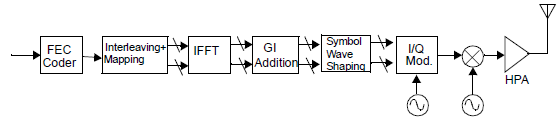 FEC
Coder
Interleaving+
Mapping
IFFT
GI
Addition
Symbol
Wave
Shaping
I/Q
Mod.
HPA